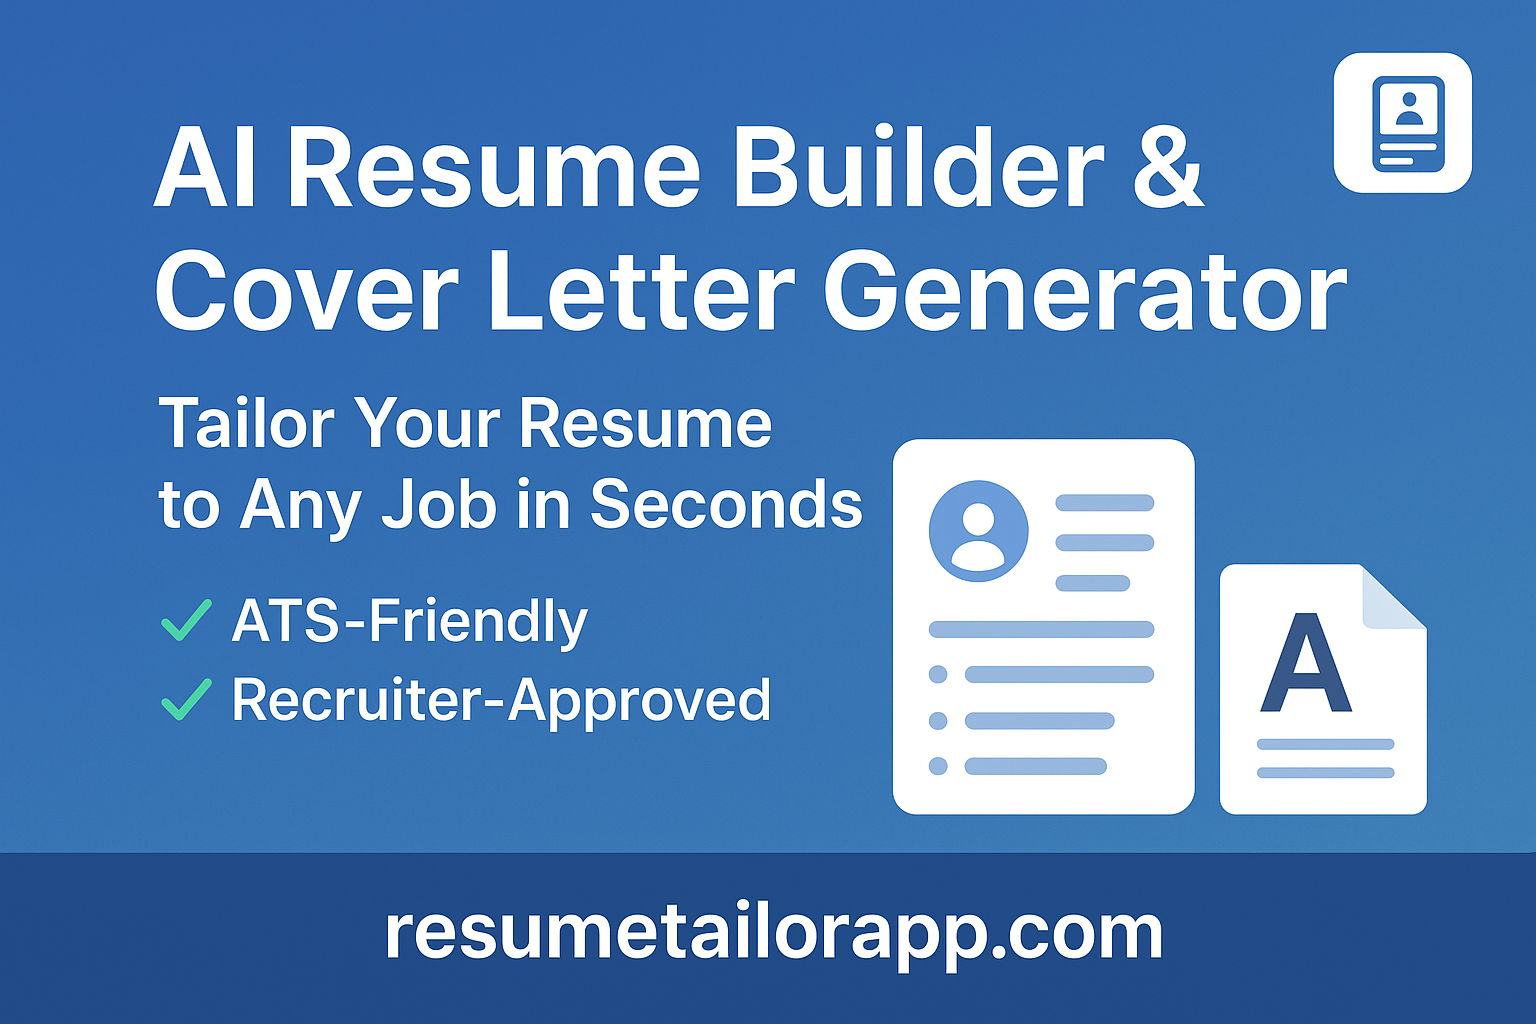 AI Resume Builder &
Cover Letter Generator
Tailor Your Resume
to Any Job in Seconds
ATS-Friendly
Recruiter-Approved
A
resumetailorapp.com